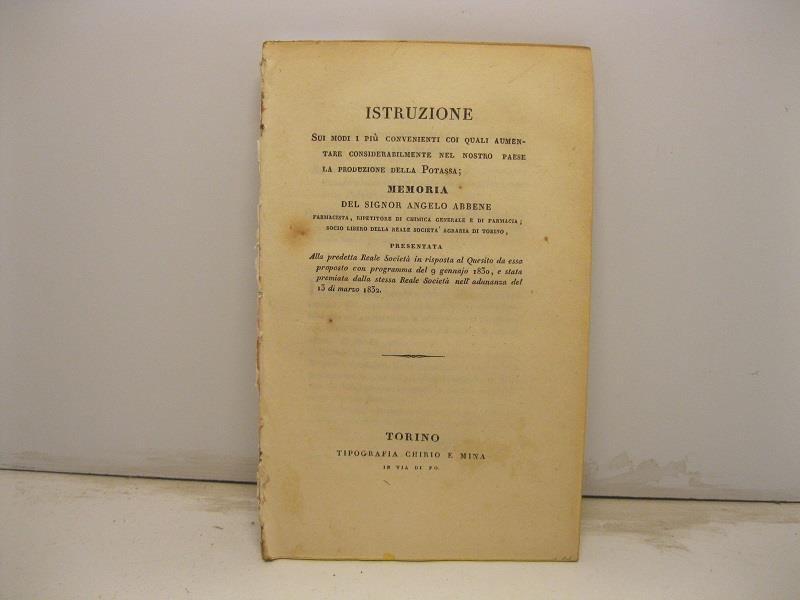 ISTRUZIONE
SUI MODI I PIÙ CONVENIENTI COI QUALI AUMEN-
TARE CONSIDERABILMENTE NEL NOSTRO PAESE
LA PRODUZIONE DELLA POTASSA;
MEMORIA
DEL SIGNOR ANGELO ABBENE
FARMACISTA, RIPETITORE DI CHIMICA GENERALE E DI FARMACIA;
SOCIO LIBERO DELLA REALE SOCIETA' AGRARIA DI TORINO,
PRESENTATA
Alla predetta Reale Società in risposta al Quesito da essa
proposto con programma del 9 gennajo 1830, e stata
premiata dalla stessa Reale Società nell'adunanza del
13 di marzo 1832.
TORINO
TIPOGRAFIA CHIRIO E MINA
IN VIA DI PO.